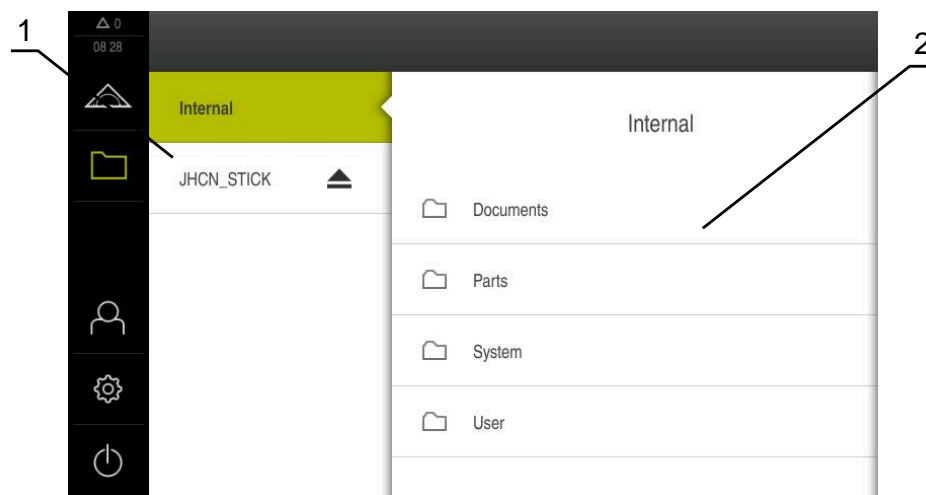 1
0
08 28
2
Internal
Internal
JHCN_STICK
Documents
Parts
System
User